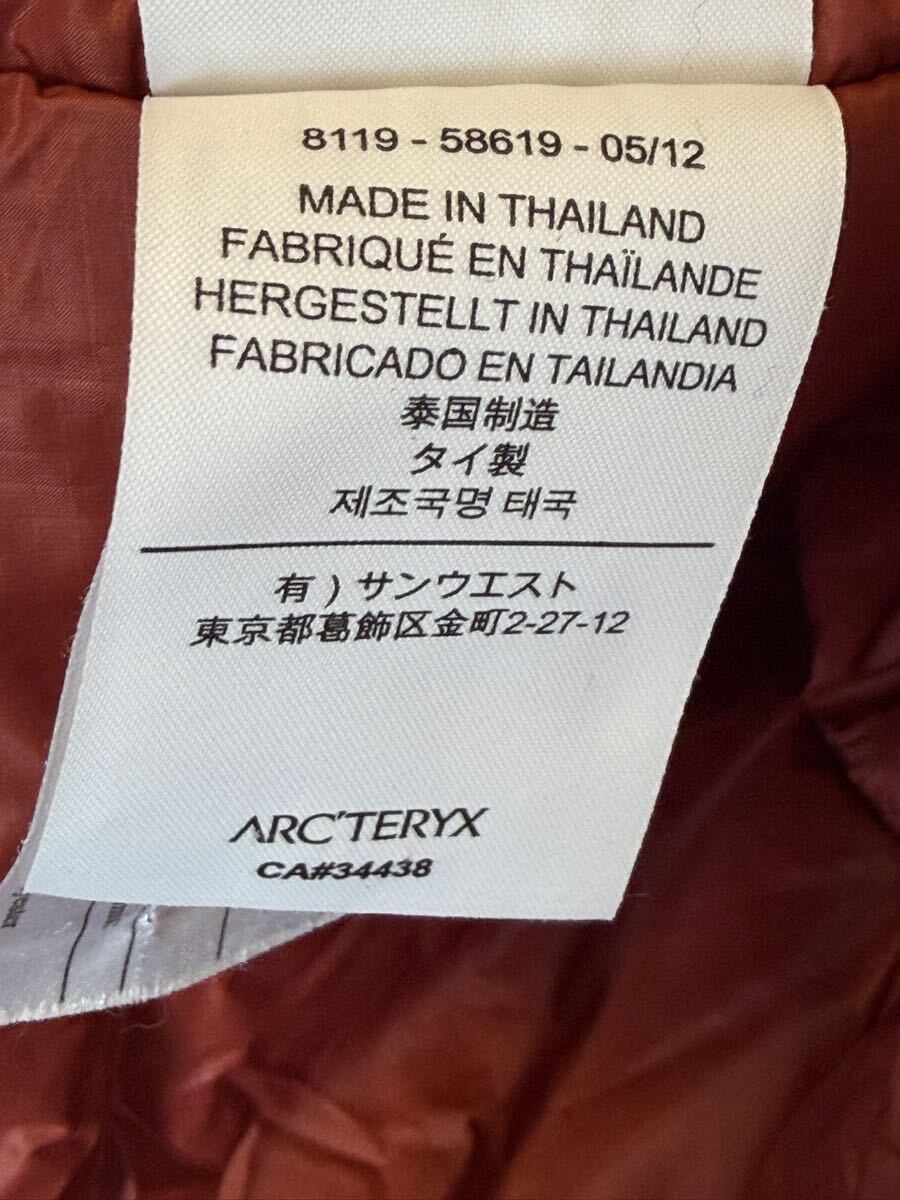 8119 - 58619 - 05/12
MADE IN THAILAND
FABRIQUÉ EN THAÏLANDE
HERGESTELLT IN THAILAND
FABRICADO EN TAILANDIA
泰国制造
タイ製
제조국명 태국
有）サンウエスト
東京都葛飾区金町2-27-12
ARC'TERYX
CA#34438